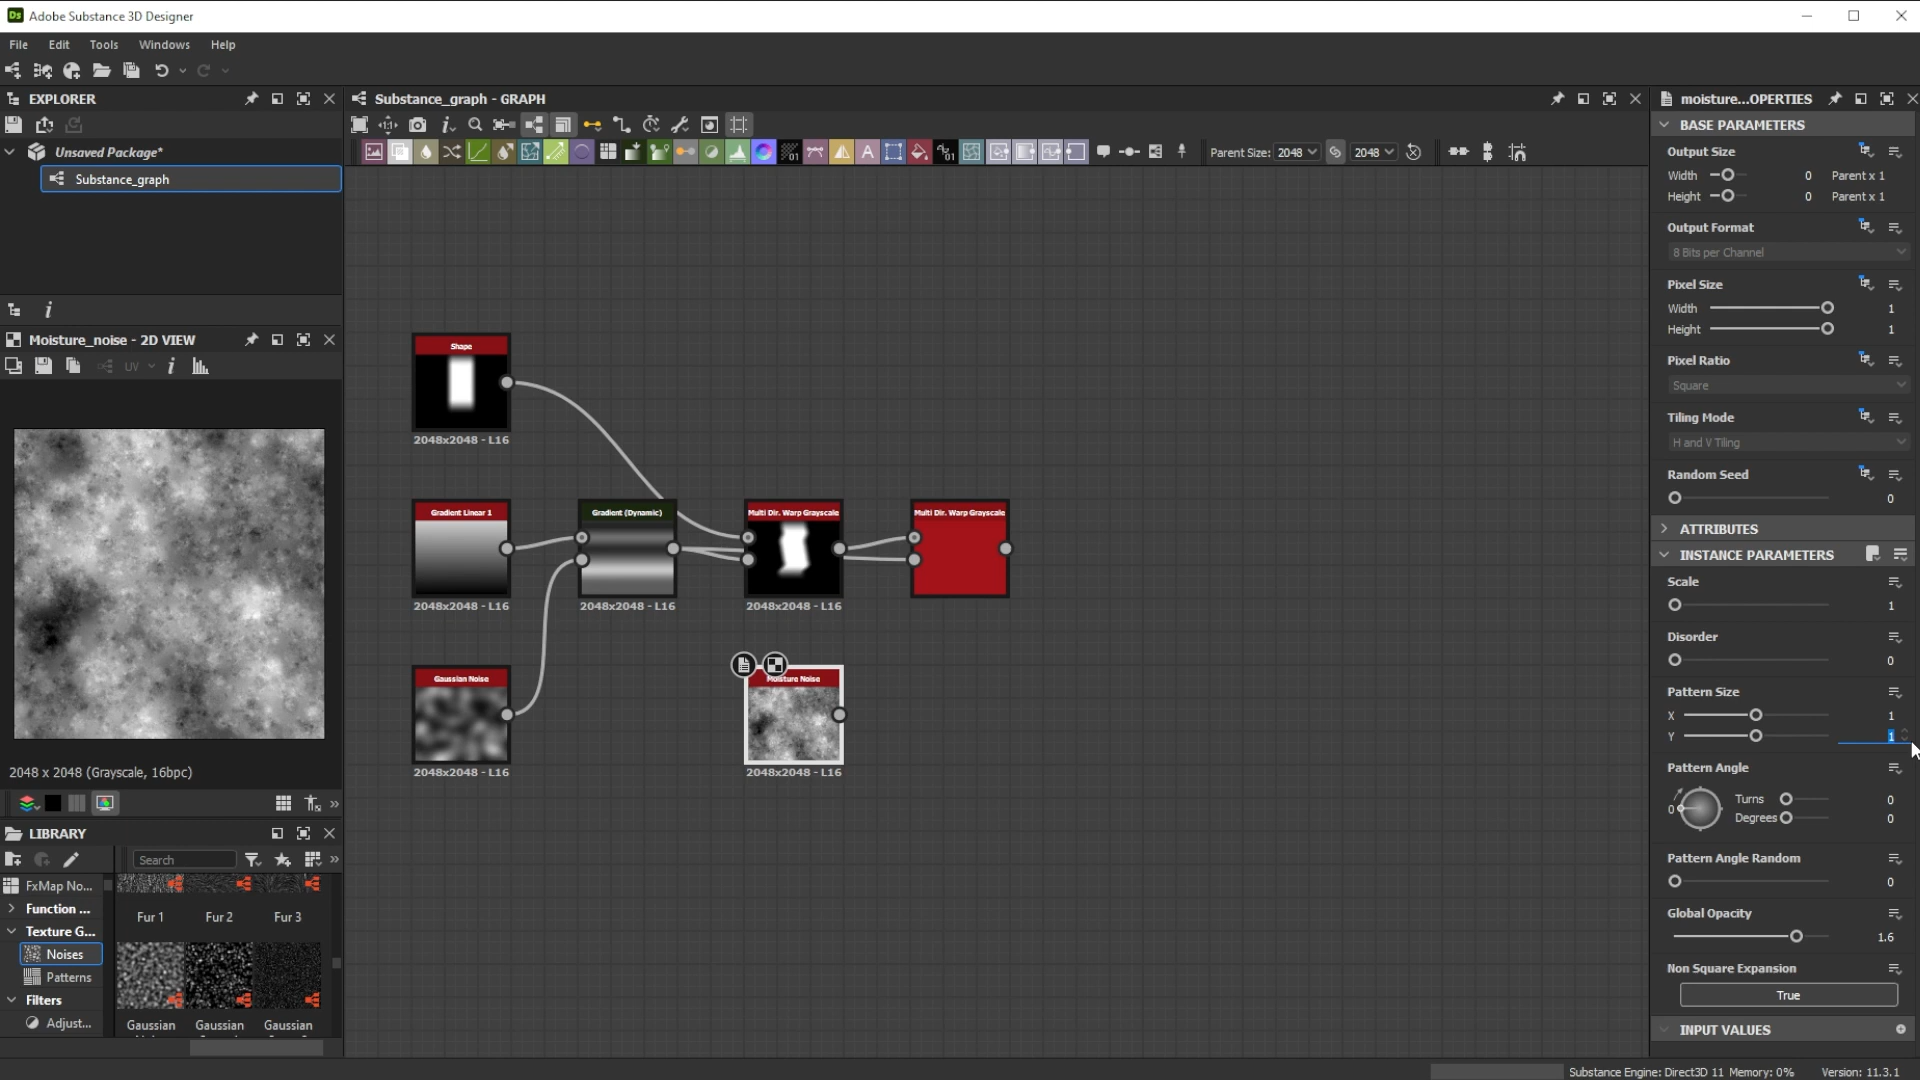 Adobe Substance 3D Designer
File Edit Tools Windows Help
EXPLORER
Unsaved Package*
Substance_graph
Moisture_noise - 2D VIEW
UV
2048 x 2048 (Grayscale, 16bpc)
LIBRARY
Search
FxMap No...
Function ...
Texture G...
Noises
Patterns
Filters
Adjust...
Fur 1
Fur 2
Fur 3
Gaussian
Gaussian
Gaussian
Substance_graph - GRAPH
Parent Size: 2048 2048
Shape
2048x2048 - L16
Gradient Linear 1
2048x2048 - L16
Gradient (Dynamic)
2048x2048 - L16
Multi Dir. Warp Grayscale
2048x2048 - L16
Multi Dir. Warp Grayscale
Gaussian Noise
2048x2048 - L16
Moisture Noise
2048x2048 - L16
moisture...OPERTIES
BASE PARAMETERS
Output Size
Width 0 Parent x 1
Height 0 Parent x 1
Output Format
8 Bits per Channel
Pixel Size
Width 1
Height 1
Pixel Ratio
Square
Tiling Mode
H and V Tiling
Random Seed
0
ATTRIBUTES
INSTANCE PARAMETERS
Scale
1
Disorder
0
Pattern Size
X 1
Y 1
Pattern Angle
0 Turns 0
Degrees 0
Pattern Angle Random
0
Global Opacity
1.6
Non Square Expansion
True
INPUT VALUES
Substance Engine: Direct3D 11 Memory: 0% Version: 11.3.1